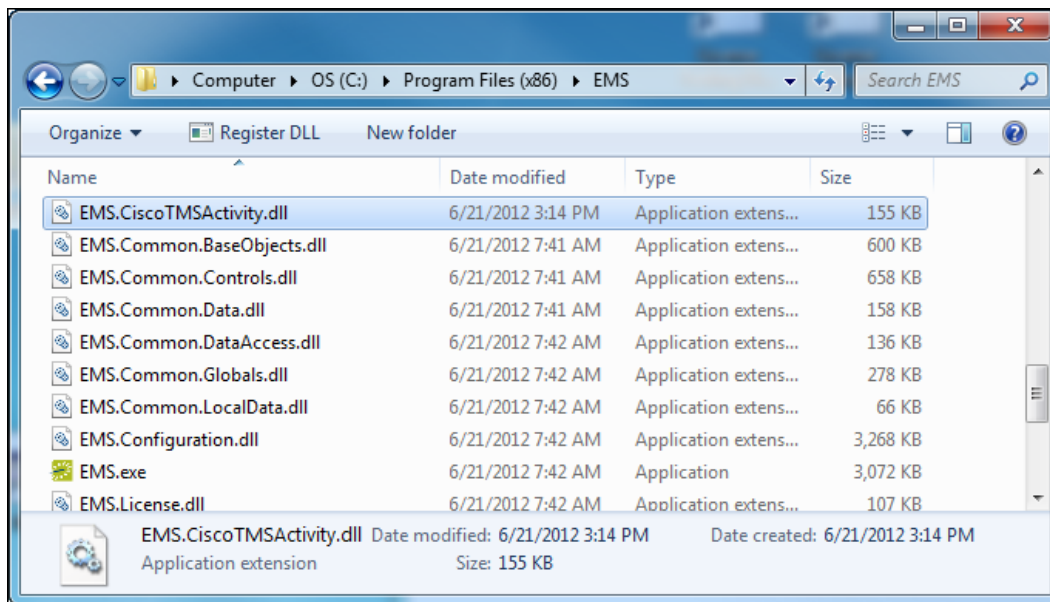 Computer OS (C:) Program Files (x86) EMS Search EMS
Organize Register DLL New folder
Name Date modified Type Size
EMS.CiscoTMSActivity.dll 6/21/2012 3:14 PM Application extens... 155 KB
EMS.Common.BaseObjects.dll 6/21/2012 7:41 AM Application extens... 600 KB
EMS.Common.Controls.dll 6/21/2012 7:41 AM Application extens... 658 KB
EMS.Common.Data.dll 6/21/2012 7:41 AM Application extens... 158 KB
EMS.Common.DataAccess.dll 6/21/2012 7:42 AM Application extens... 136 KB
EMS.Common.Globals.dll 6/21/2012 7:42 AM Application extens... 278 KB
EMS.Common.LocalData.dll 6/21/2012 7:42 AM Application extens... 66 KB
EMS.Configuration.dll 6/21/2012 7:42 AM Application extens... 3,268 KB
EMS.exe 6/21/2012 7:42 AM Application 3,072 KB
EMS.License.dll 6/21/2012 7:42 AM Application extens... 107 KB
EMS.CiscoTMSActivity.dll Date modified: 6/21/2012 3:14 PM Date created: 6/21/2012 3:14 PM
Application extension Size: 155 KB